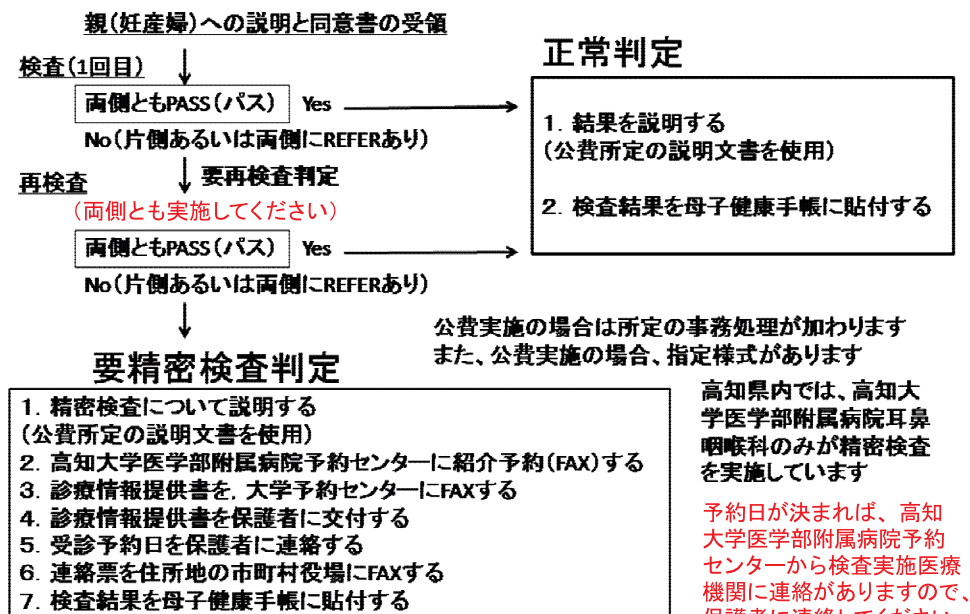 親(妊産婦)への説明と同意書の受領
検査(1回目)
両側ともPASS(パス) Yes
No(片側あるいは両側にREFERあり)
要再検査判定
再検査
(両側とも実施してください)
両側ともPASS(パス) Yes
No(片側あるいは両側にREFERあり)
正常判定
1. 結果を説明する
(公費所定の説明文書を使用)
2. 検査結果を母子健康手帳に貼付する
公費実施の場合は所定の事務処理が加わります
また、公費実施の場合、指定様式があります
要精密検査判定
1. 精密検査について説明する
(公費所定の説明文書を使用)
2. 高知大学医学部附属病院予約センターに紹介予約(FAX)する
3. 診療情報提供書を, 大学予約センターにFAXする
4. 診療情報提供書を保護者に交付する
5. 受診予約日を保護者に連絡する
6. 連絡票を住所地の市町村役場にFAXする
7. 検査結果を母子健康手帳に貼付する
高知県内では、高知大
学医学部附属病院耳鼻
咽喉科のみが精密検査
を実施しています
予約日が決まれば、高知
大学医学部附属病院予約
センターから検査実施医療
機関に連絡がありますので、
保護者に連絡してください